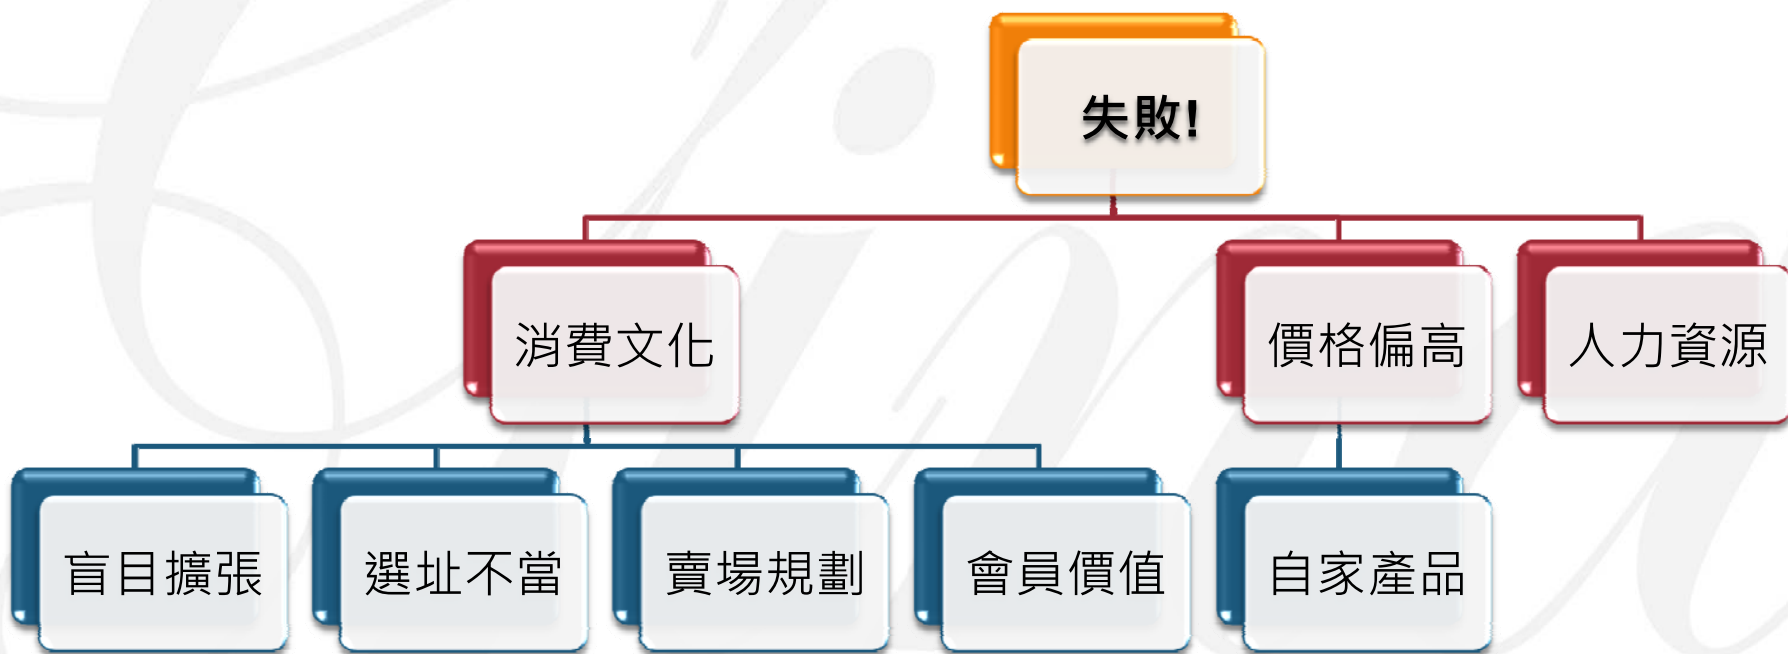 失敗!
消費文化
價格偏高
人力資源
盲目擴張
選址不當
賣場規劃
會員價值
自家產品